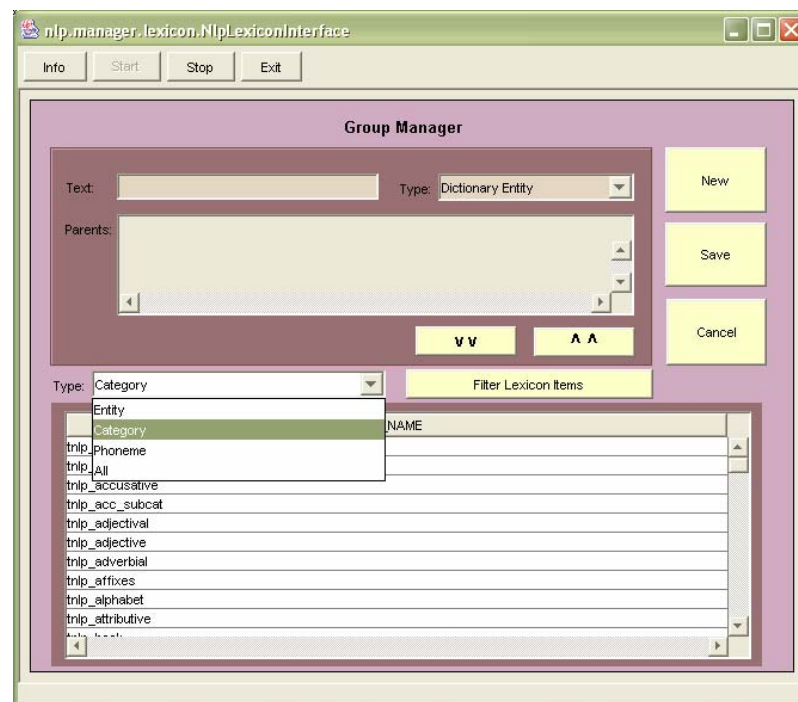 nlp.manager.lexicon.NlpLexiconInterface
Info Start Stop Exit
Group Manager
Text: Type: Dictionary Entity New
Parents:
Save
v v ^ ^ Cancel
Type: Category Filter Lexicon Items
Entity
Category NAME
Phoneme
All
tnlp_accusative
tnlp_acc_subcat
tnlp_adjectival
tnlp_adjective
tnlp_adverbial
tnlp_affixes
tnlp_alphabet
tnlp_attributive